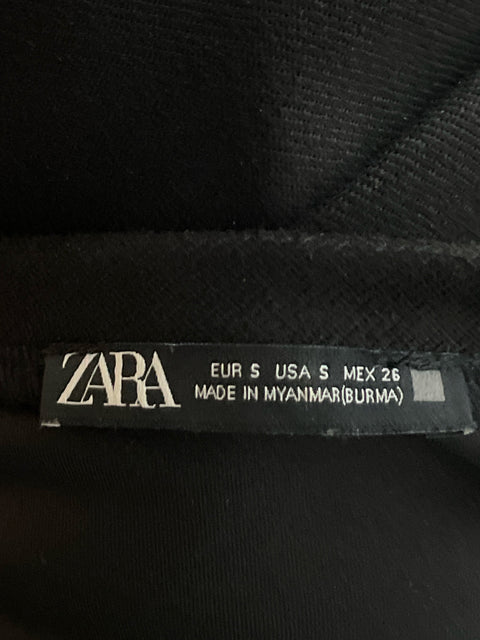 ZARA
EUR S USA S MEX 26
MADE IN MYANMAR(BURMA)